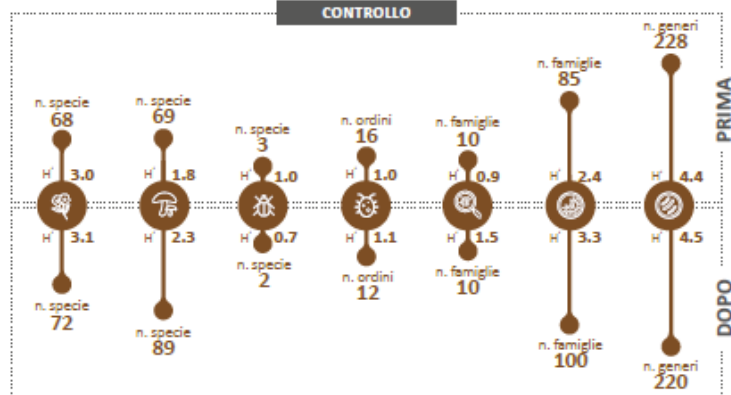 CONTROLLO
n. specie
68
n. specie
69
n. specie
3
n. ordini
16
n. famiglie
10
n. famiglie
85
n. generi
228
PRIMA
H' 3.0
H' 1.8
H' 1.0
H' 1.0
H' 0.9
H' 2.4
H' 4.4
H' 3.1
H' 2.3
H' 0.7
H' 1.1
H' 1.5
H' 3.3
H' 4.5
n. specie
72
n. specie
89
n. specie
2
n. ordini
12
n. famiglie
10
n. famiglie
100
n. generi
220
DOPO